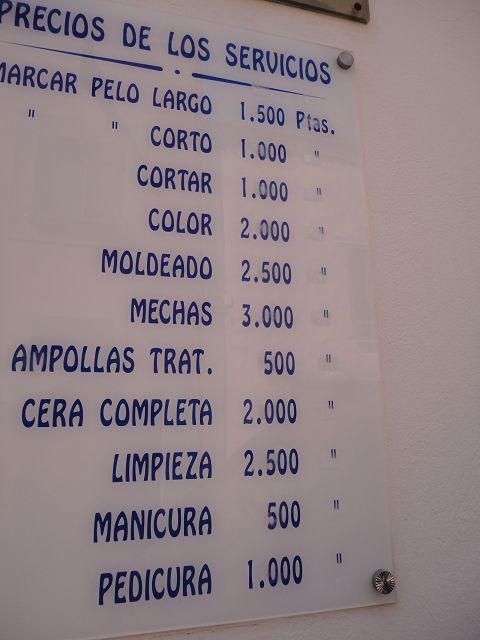 PRECIOS DE LOS SERVICIOS
MARCAR PELO LARGO 1.500 Ptas.
" " CORTO 1.000 "
CORTAR 1.000 "
COLOR 2.000 "
MOLDEADO 2.500 "
MECHAS 3.000 "
AMPOLLAS TRAT. 500 "
CERA COMPLETA 2.000 "
LIMPIEZA 2.500 "
MANICURA 500 "
PEDICURA 1.000 "